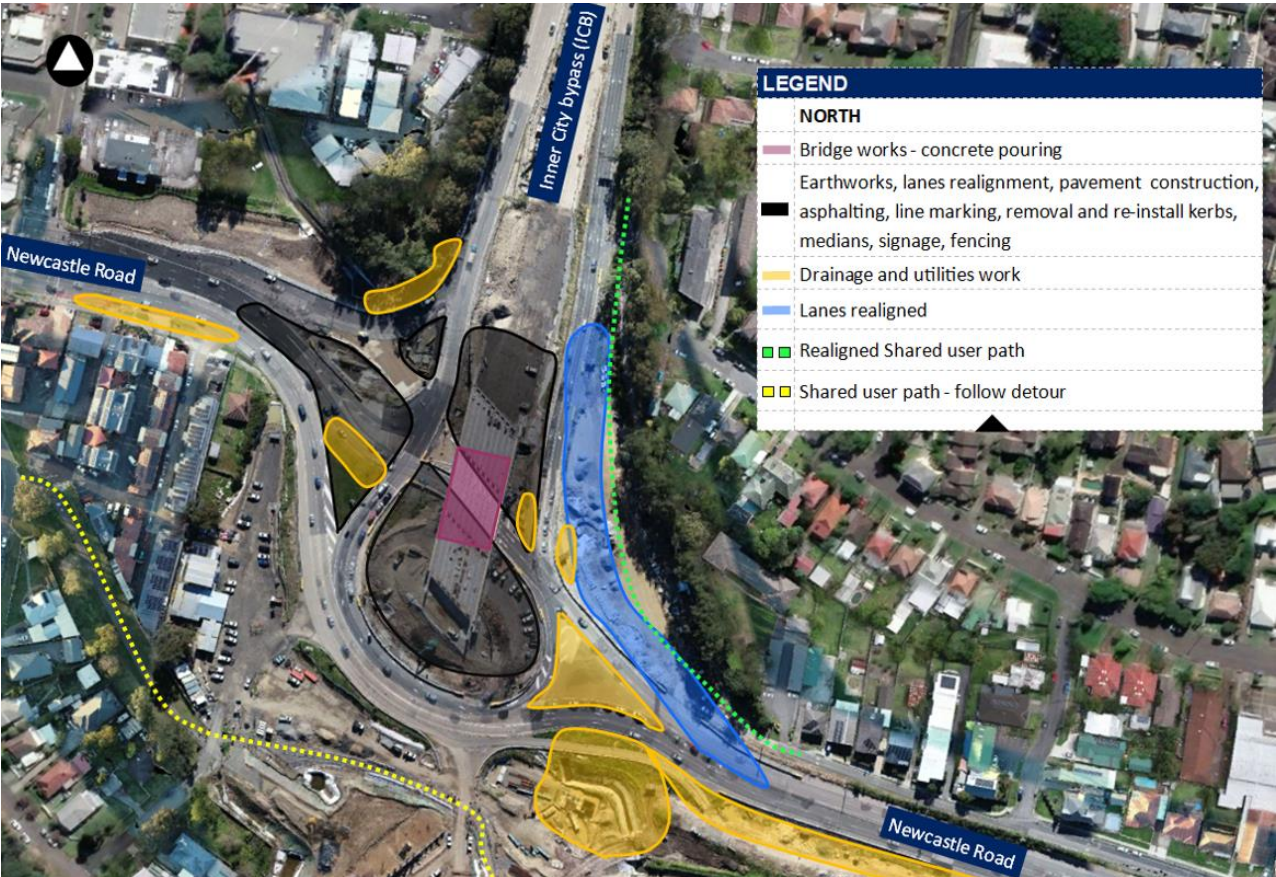 Inner City bypass (ICB)
LEGEND
NORTH
Bridge works - concrete pouring
Earthworks, lanes realignment, pavement construction,
asphalting, line marking, removal and re-install kerbs,
medians, signage, fencing
Drainage and utilities work
Lanes realigned
Realigned Shared user path
Shared user path - follow detour
Newcastle Road
Newcastle Road